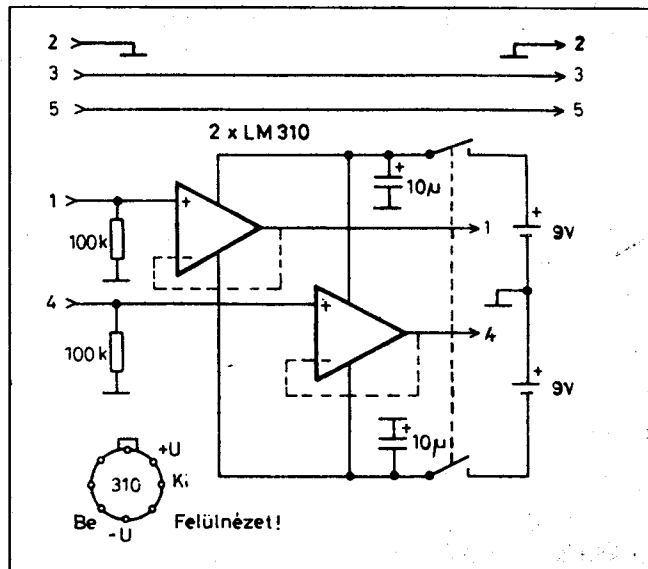 2 2
3 3
5 5
2 x LM 310
+
10µ
1 + 1 + 9V
100k
4 + 4
100k + 9V
+
10µ
+U
310 Ki
Be Felülnézet!
-U